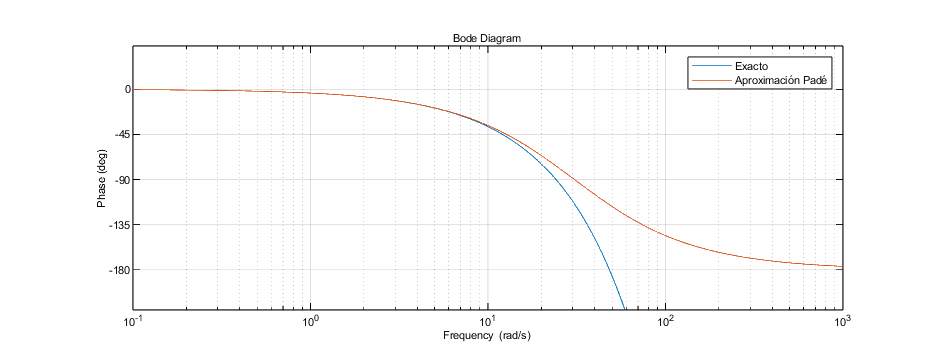 Bode Diagram
Exacto
Aproximación Padé
Phase (deg)
0
-45
-90
-135
-180
10^-1
10^0
10^1
10^2
10^3
Frequency (rad/s)